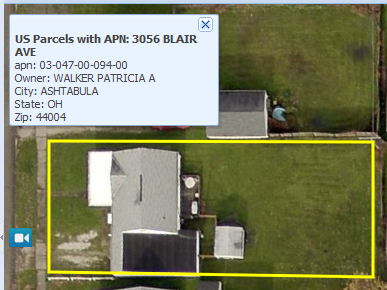 US Parcels with APN: 3056 BLAIR
AVE
apn: 03-047-00-094-00
Owner: WALKER PATRICIA A
City: ASHTABULA
State: OH
Zip: 44004